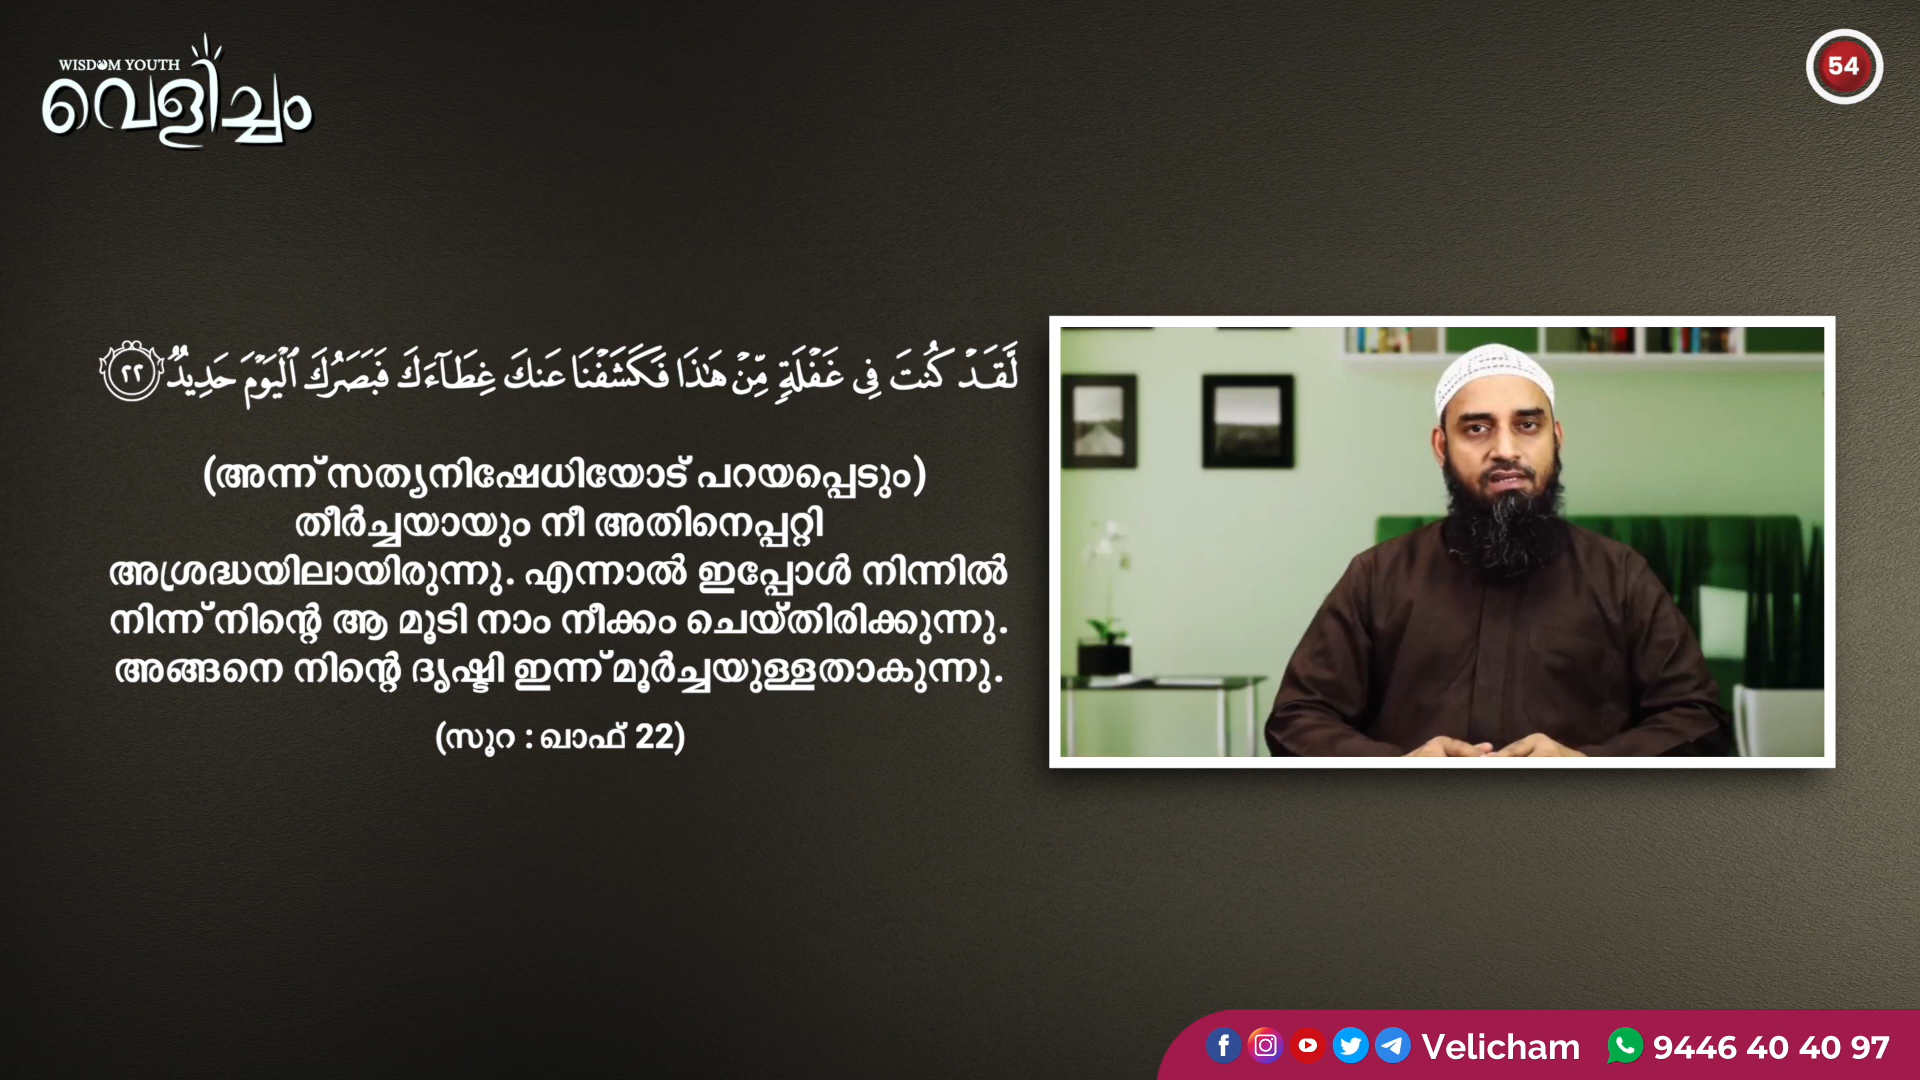 WISDOM YOUTH
വെളിച്ചം
54
لَّقَدْ كُنتَ فِى غَفْلَةٍ مِّنْ هَٰذَا فَكَشَفْنَا عَنكَ غِطَآءَكَ فَبَصَرُكَ ٱلْيَوْمَ حَدِيدٌ ٢٢
(അന്ന് സത്യനിഷേധിയോട് പറയപ്പെടും)
തീർച്ചയായും നീ അതിനെപ്പറ്റി
അശ്രദ്ധയിലായിരുന്നു. എന്നാൽ ഇപ്പോൾ നിന്നിൽ
നിന്ന് നിന്റെ ആ മൂടി നാം നീക്കം ചെയ്തിരിക്കുന്നു.
അങ്ങനെ നിന്റെ ദൃഷ്ടി ഇന്ന് മൂർച്ചയുള്ളതാകുന്നു.
(സൂറ : ഖാഫ് 22)
Velicham 9446 40 40 97